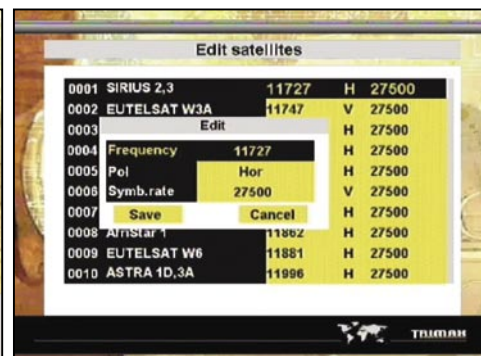 Edit satellites
0001 SIRIUS 2,3 11727 H 27500
0002 EUTELSAT W3A 11747 V 27500
0003 H 27500
Edit
0004 H 27500
Frequency 11727
0005 H 27500
Pol Hor
0006 V 27500
Symb.rate 27500
0007 H 27500
Save Cancel
0008 AfriStar 1 11862 H 27500
0009 EUTELSAT W6 11881 H 27500
0010 ASTRA 1D,3A 11996 H 27500
TRIMAX